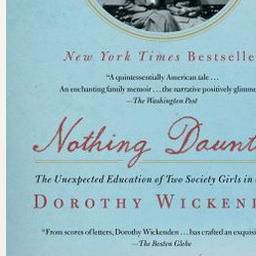 New York Times Bestselle
"A quintessentially American tale ...
An enchanting family memoir ... the narrative positively glimme
—The Washington Post
Nothing Daunt
The Unexpected Education of Two Society Girls in
DOROTHY WICKEN
"From scores of letters, Dorothy Wickenden ... has crafted an exquisi
—The Boston Globe